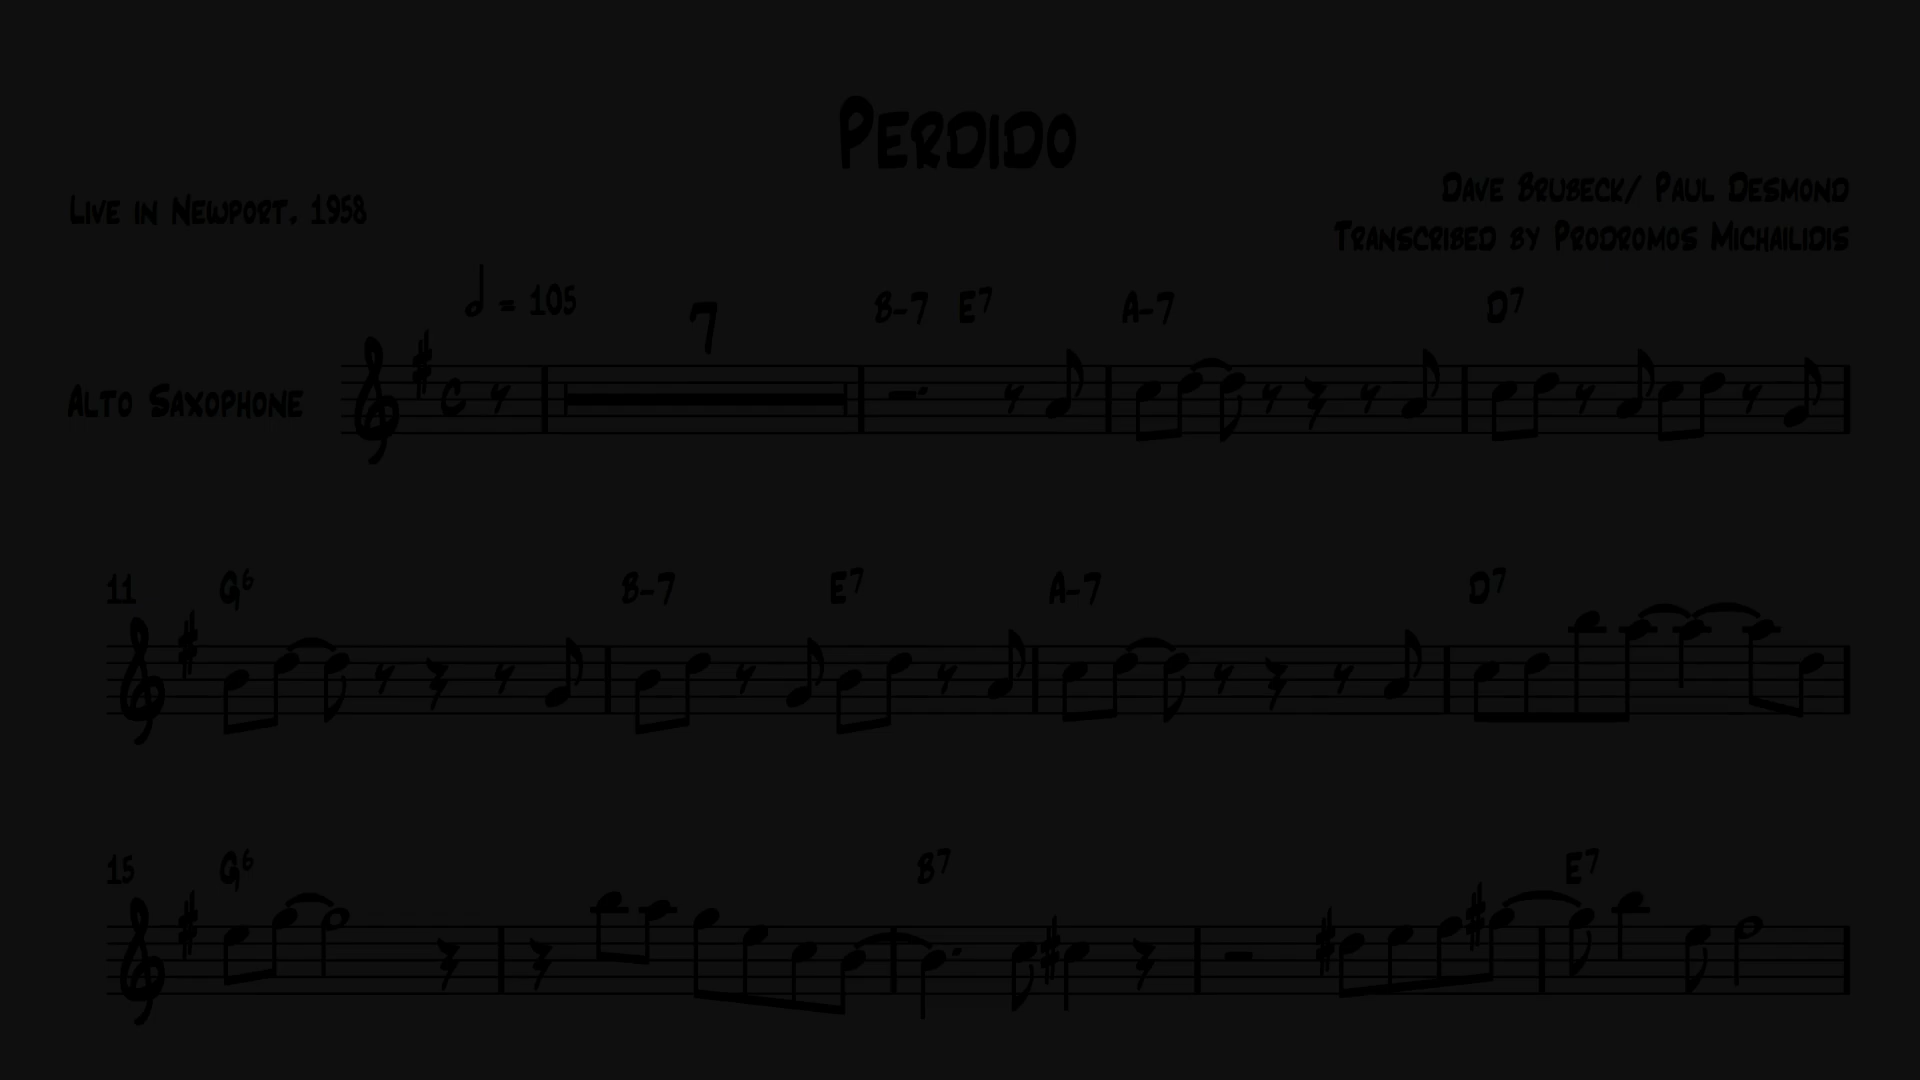 Perdido
Live in Newport, 1958
Dave Brubeck/ Paul Desmond
Transcribed by Prodromos Michailidis
= 105
7
B-7 E7 A-7 D7
Alto Saxophone
11 G6 B-7 E7 A-7 D7
15 G6 B7 E7